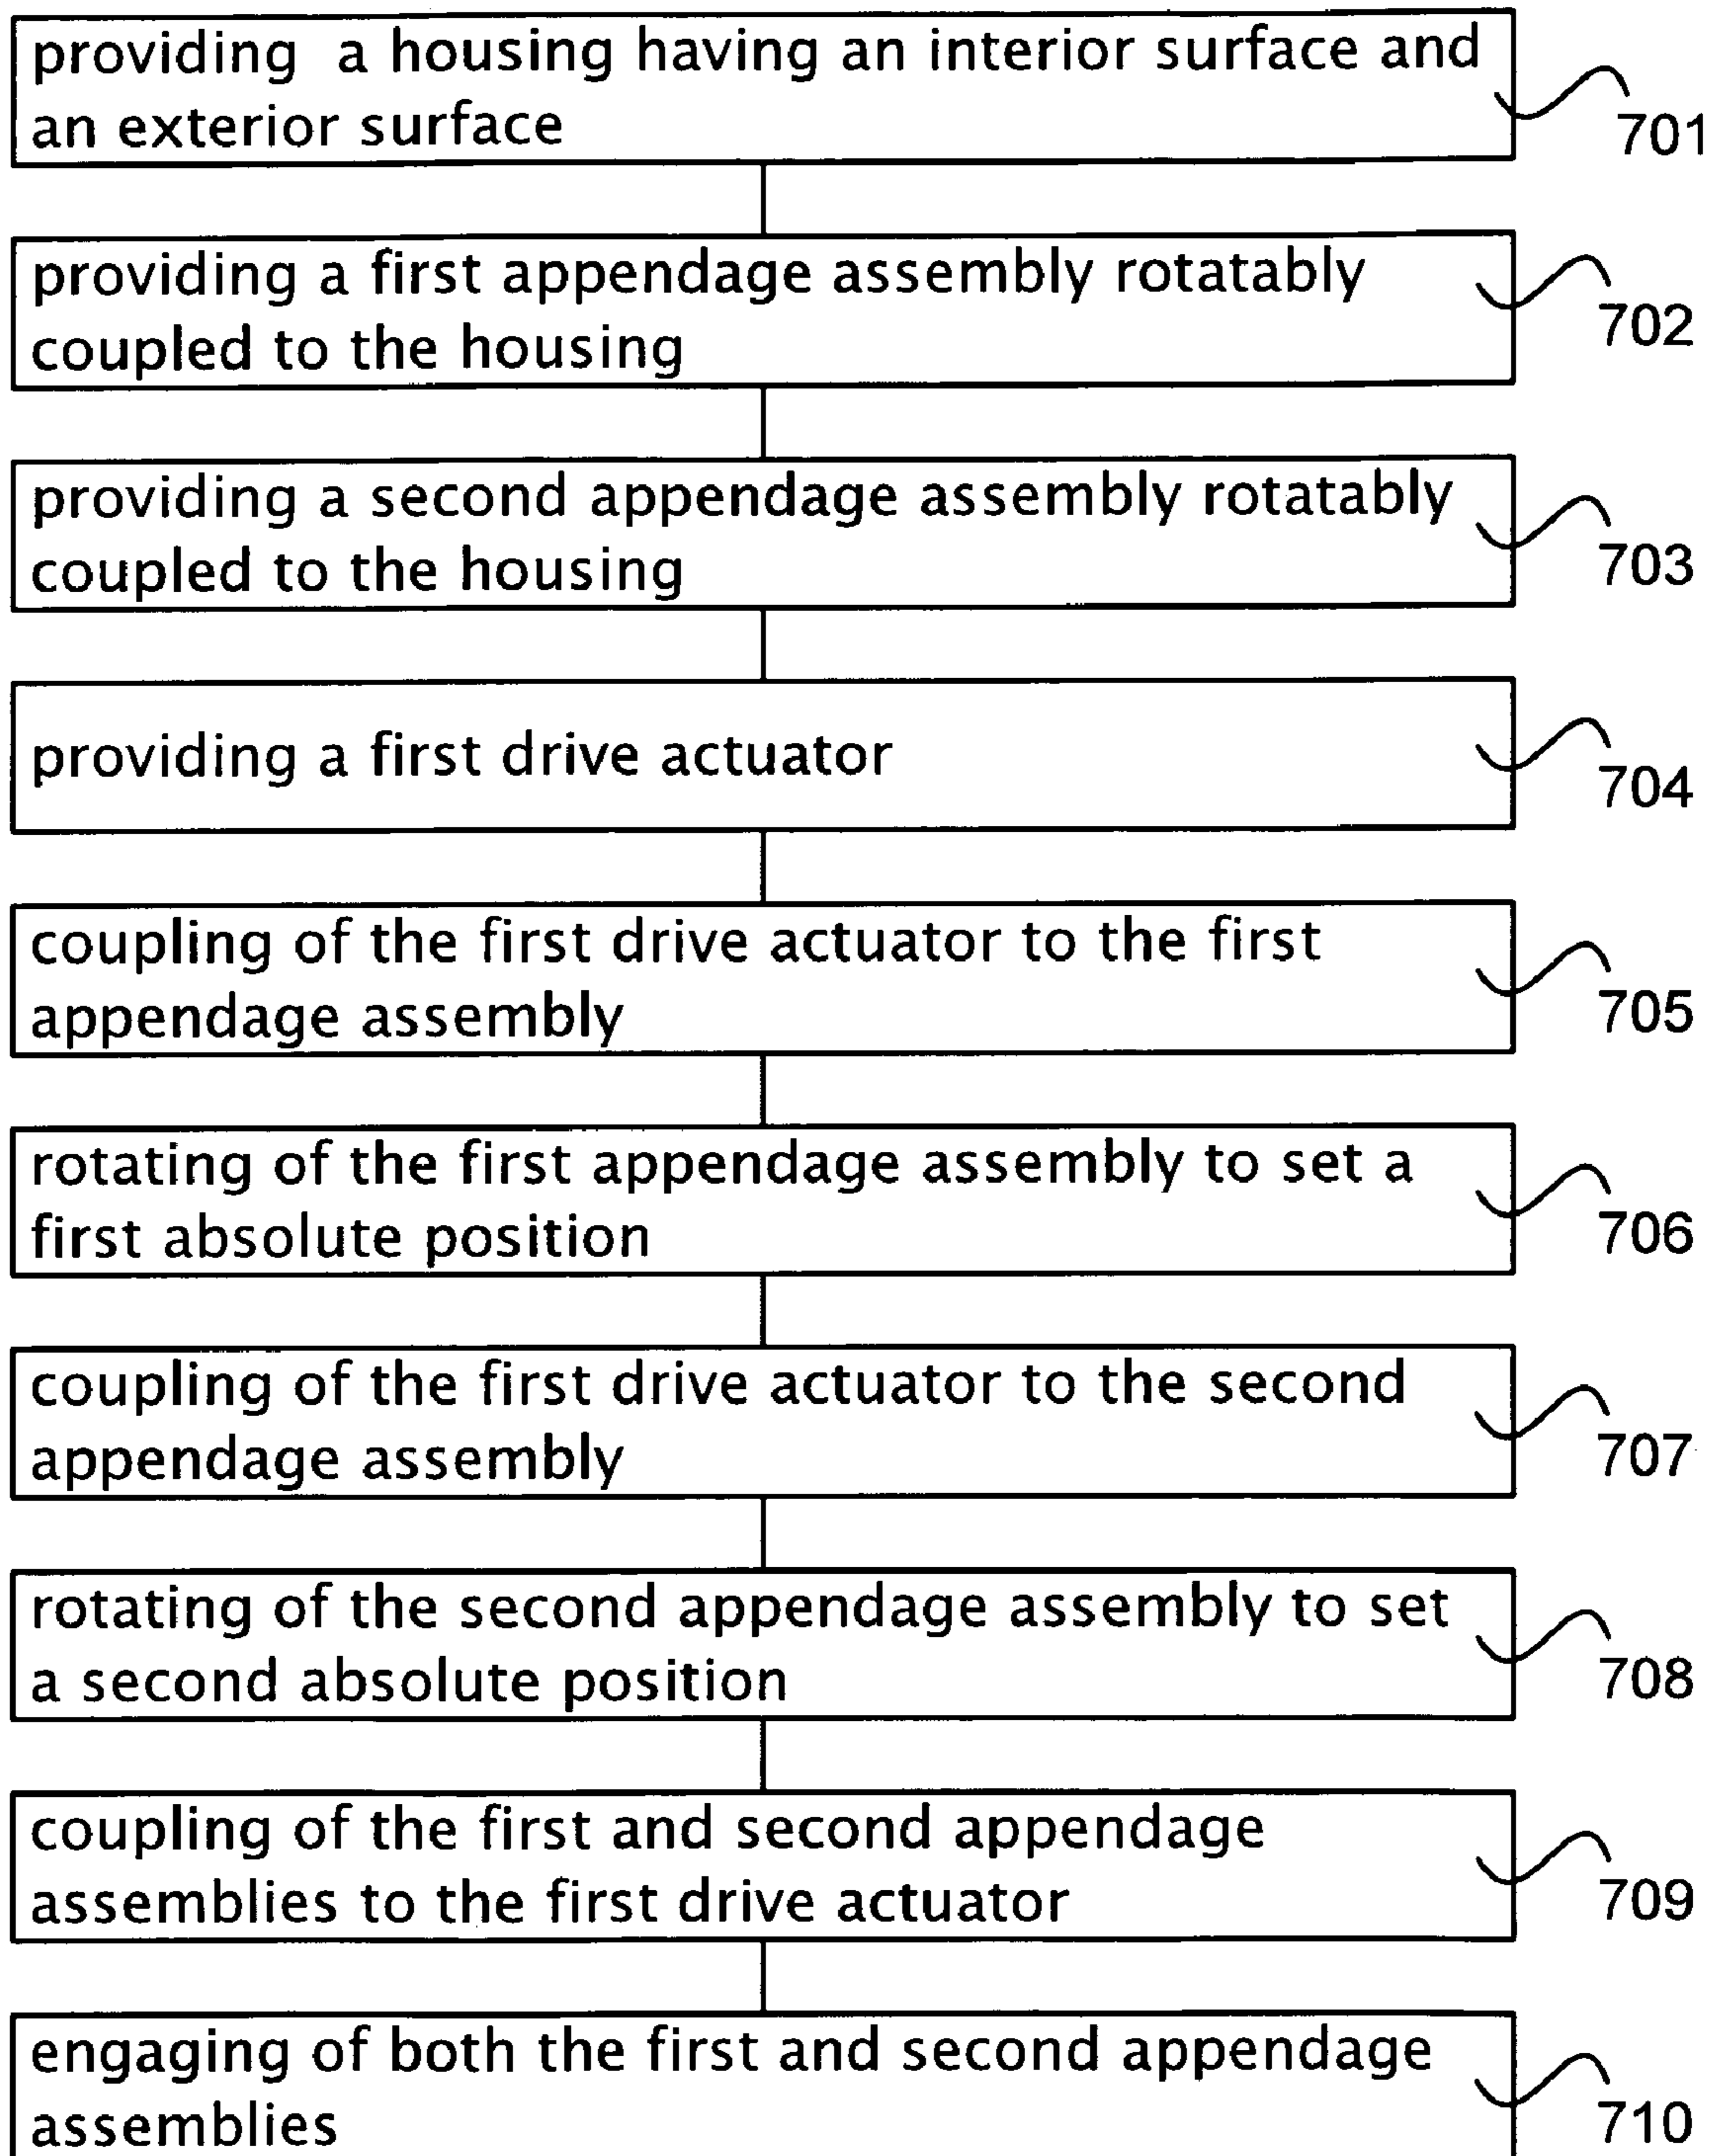 providing a housing having an interior surface and
an exterior surface
701
providing a first appendage assembly rotatably
coupled to the housing
702
providing a second appendage assembly rotatably
coupled to the housing
703
providing a first drive actuator
704
coupling of the first drive actuator to the first
appendage assembly
705
rotating of the first appendage assembly to set a
first absolute position
706
coupling of the first drive actuator to the second
appendage assembly
707
rotating of the second appendage assembly to set
a second absolute position
708
coupling of the first and second appendage
assemblies to the first drive actuator
709
engaging of both the first and second appendage
assemblies
710